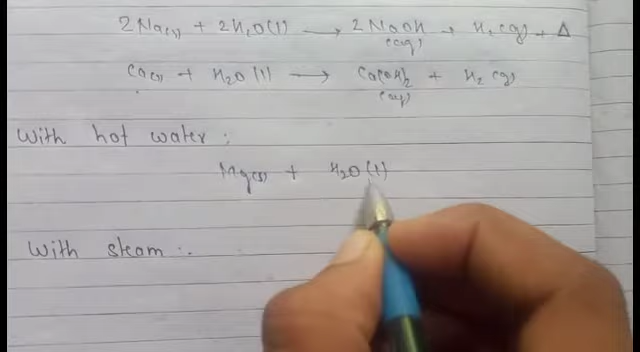 2Na(s) + 2H2O(l) → 2NaOH(aq) + H2(g) + Δ
Ca(s) + H2O(l) → Ca(OH)2(aq) + H2(g)
With hot water:
Mg(s) + H2O(l)
With steam: